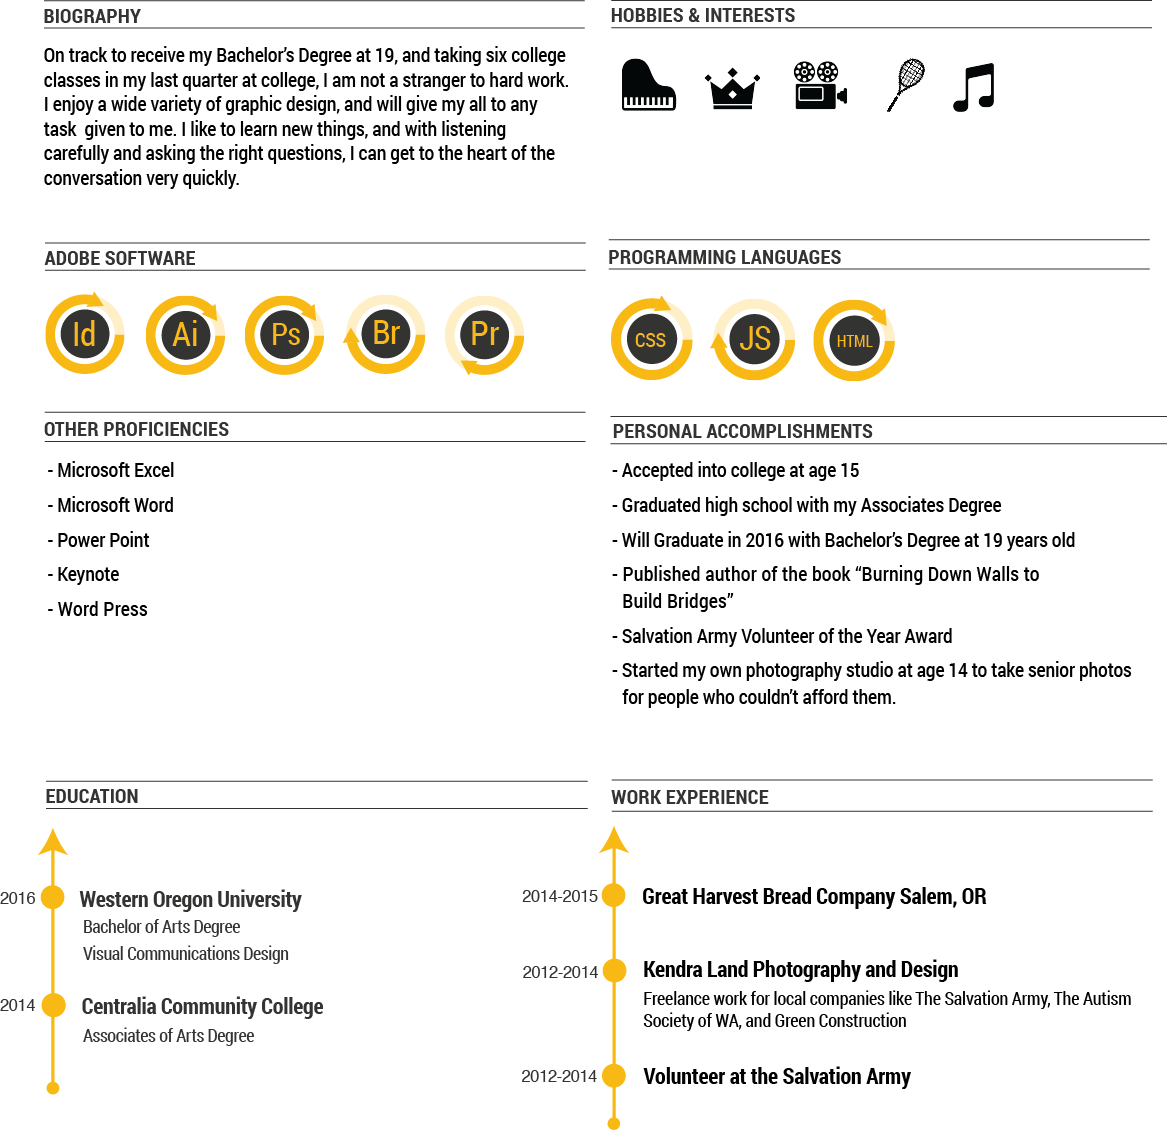 BIOGRAPHY
On track to receive my Bachelor’s Degree at 19, and taking six college
classes in my last quarter at college, I am not a stranger to hard work.
I enjoy a wide variety of graphic design, and will give my all to any
task  given to me. I like to learn new things, and with listening
carefully and asking the right questions, I can get to the heart of the
conversation very quickly.
HOBBIES & INTERESTS
ADOBE SOFTWARE
Id Ai Ps Br Pr
PROGRAMMING LANGUAGES
CSS JS HTML
OTHER PROFICIENCIES
- Microsoft Excel
- Microsoft Word
- Power Point
- Keynote
- Word Press
PERSONAL ACCOMPLISHMENTS
- Accepted into college at age 15
- Graduated high school with my Associates Degree
- Will Graduate in 2016 with Bachelor’s Degree at 19 years old
- Published author of the book “Burning Down Walls to
Build Bridges”
- Salvation Army Volunteer of the Year Award
- Started my own photography studio at age 14 to take senior photos
for people who couldn’t afford them.
EDUCATION
2016 Western Oregon University
Bachelor of Arts Degree
Visual Communications Design
2014 Centralia Community College
Associates of Arts Degree
WORK EXPERIENCE
2014-2015 Great Harvest Bread Company Salem, OR
2012-2014 Kendra Land Photography and Design
Freelance work for local companies like The Salvation Army, The Autism
Society of WA, and Green Construction
2012-2014 Volunteer at the Salvation Army